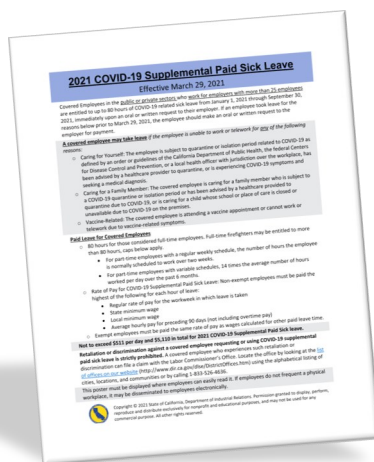 2021 COVID-19 Supplemental Paid Sick Leave
Effective March 29, 2021
Covered Employees in the public or private sectors who work for employers with more than 25 employees
are entitled to up to 80 hours of COVID-19 related sick leave from January 1, 2021 through September 30,
2021, immediately upon an oral or written request to their employer. If an employee took leave for the
reasons below prior to March 29, 2021, the employee should make an oral or written request to the
employer for payment.
A covered employee may take leave if the employee is unable to work or telework for any of the following
reasons:
○ Caring for Yourself: The employee is subject to quarantine or isolation period related to COVID-19 as
defined by an order or guidelines of the California Department of Public Health, the federal Centers
for Disease Control and Prevention, or a local health officer with jurisdiction over the workplace, has
been advised by a healthcare provider to quarantine, or is experiencing COVID-19 symptoms and
seeking a medical diagnosis.
○ Caring for a Family Member: The covered employee is caring for a family member who is subject to
a COVID-19 quarantine or isolation period or has been advised by a healthcare provided to
quarantine due to COVID-19, or is caring for a child whose school or place of care is closed or
unavailable due to COVID-19 on the premises.
○ Vaccine-Related: The covered employee is attending a vaccine appointment or cannot work or
telework due to vaccine-related symptoms.
Paid Leave for Covered Employees
○ 80 hours for those considered full-time employees. Full-time firefighters may be entitled to more
than 80 hours, caps below apply.
• For part-time employees with a regular weekly schedule, the number of hours the employee
is normally scheduled to work over two weeks.
• For part-time employees with variable schedules, 14 times the average number of hours
worked per day over the past 6 months.
○ Rate of Pay for COVID-19 Supplemental Paid Sick Leave: Non-exempt employees must be paid the
highest of the following for each hour of leave:
• Regular rate of pay for the workweek in which leave is taken
• State minimum wage
• Local minimum wage
• Average hourly pay for preceding 90 days (not including overtime pay)
○ Exempt employees must be paid the same rate of pay as wages calculated for other paid leave time.
Not to exceed $511 per day and $5,110 in total for 2021 COVID-19 Supplemental Paid Sick leave.
Retaliation or discrimination against a covered employee requesting or using COVID-19 supplemental
paid sick leave is strictly prohibited. A covered employee who experiences such retaliation or
discrimination can file a claim with the Labor Commissioner's Office. Locate the office by looking at the list
of offices on our website (http://www.dir.ca.gov/dlse/DistrictOffices.htm) using the alphabetical listing of
cities, locations, and communities or by calling 1-833-526-4636.
This poster must be displayed where employees can easily read it. If employees do not frequent a physical
workplace, it may be disseminated to employees electronically.
Copyright © 2021 State of California, Department of Industrial Relations. Permission granted to display, perform,
reproduce and distribute exclusively for nonprofit and educational purposes, and may not be used for any
commercial purpose. All other rights reserved.